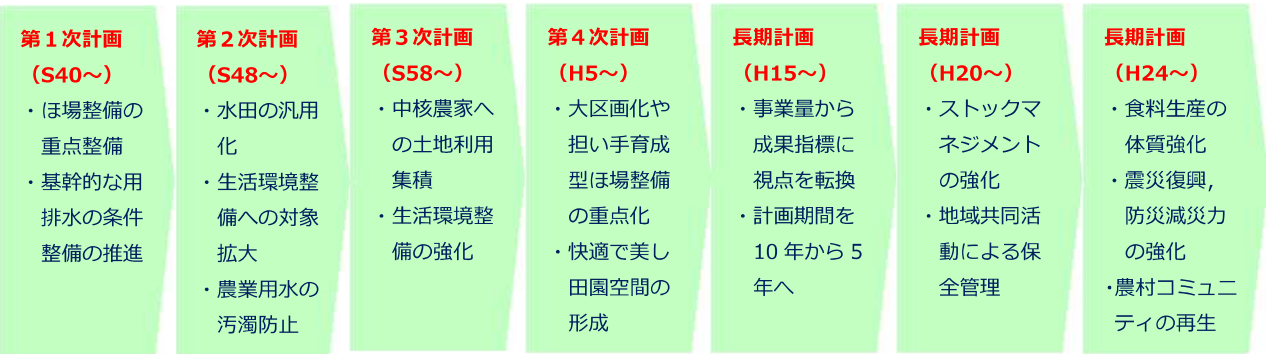 第１次計画
（S40～）
・ほ場整備の
重点整備
・基幹的な用
排水の条件
整備の推進
第２次計画
（S48～）
・水田の汎用
化
・生活環境整
備への対象
拡大
・農業用水の
汚濁防止
第３次計画
（S58～）
・中核農家へ
の土地利用
集積
・生活環境整
備の強化
第４次計画
（H5～）
・大区画化や
担い手育成
型ほ場整備
の重点化
・快適で美し
田園空間の
形成
長期計画
（H15～）
・事業量から
成果指標に
視点を転換
・計画期間を
10 年から 5
年へ
長期計画
（H20～）
・ストックマ
ネジメント
の強化
・地域共同活
動による保
全管理
長期計画
（H24～）
・食料生産の
体質強化
・震災復興，
防災減災力
の強化
・農村コミュニ
ティの再生